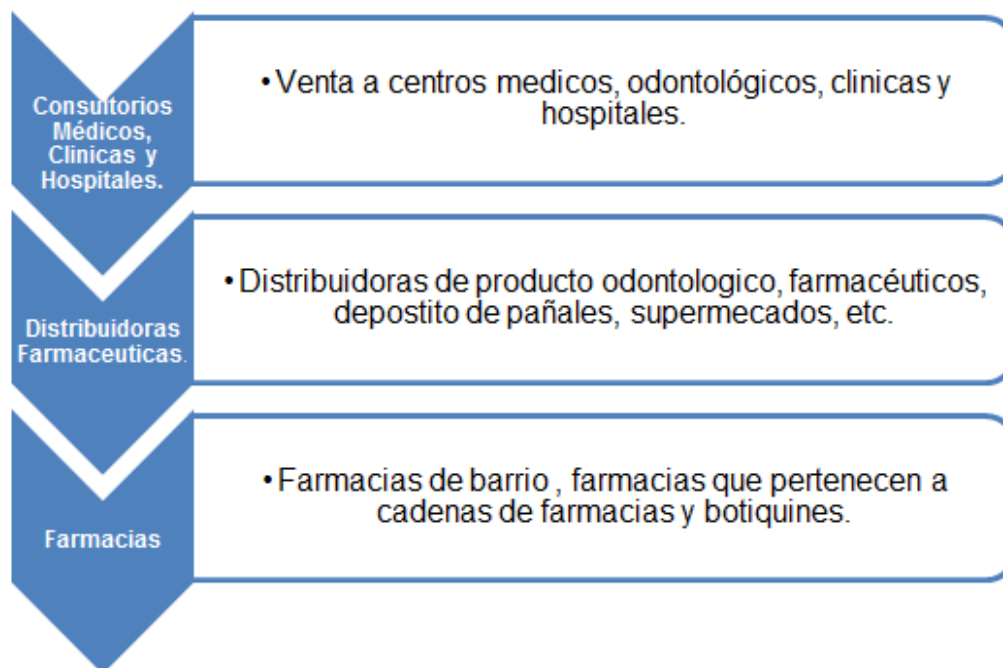 Consultorios
Médicos,
Clinicas y
Hospitales.
• Venta a centros medicos, odontológicos, clinicas y
hospitales.
Distribuidoras
Farmaceuticas.
• Distribuidoras de producto odontologico, farmacéuticos,
depostito de pañales, supermecados, etc.
Farmacias
• Farmacias de barrio , farmacias que pertenecen a
cadenas de farmacias y botiquines.